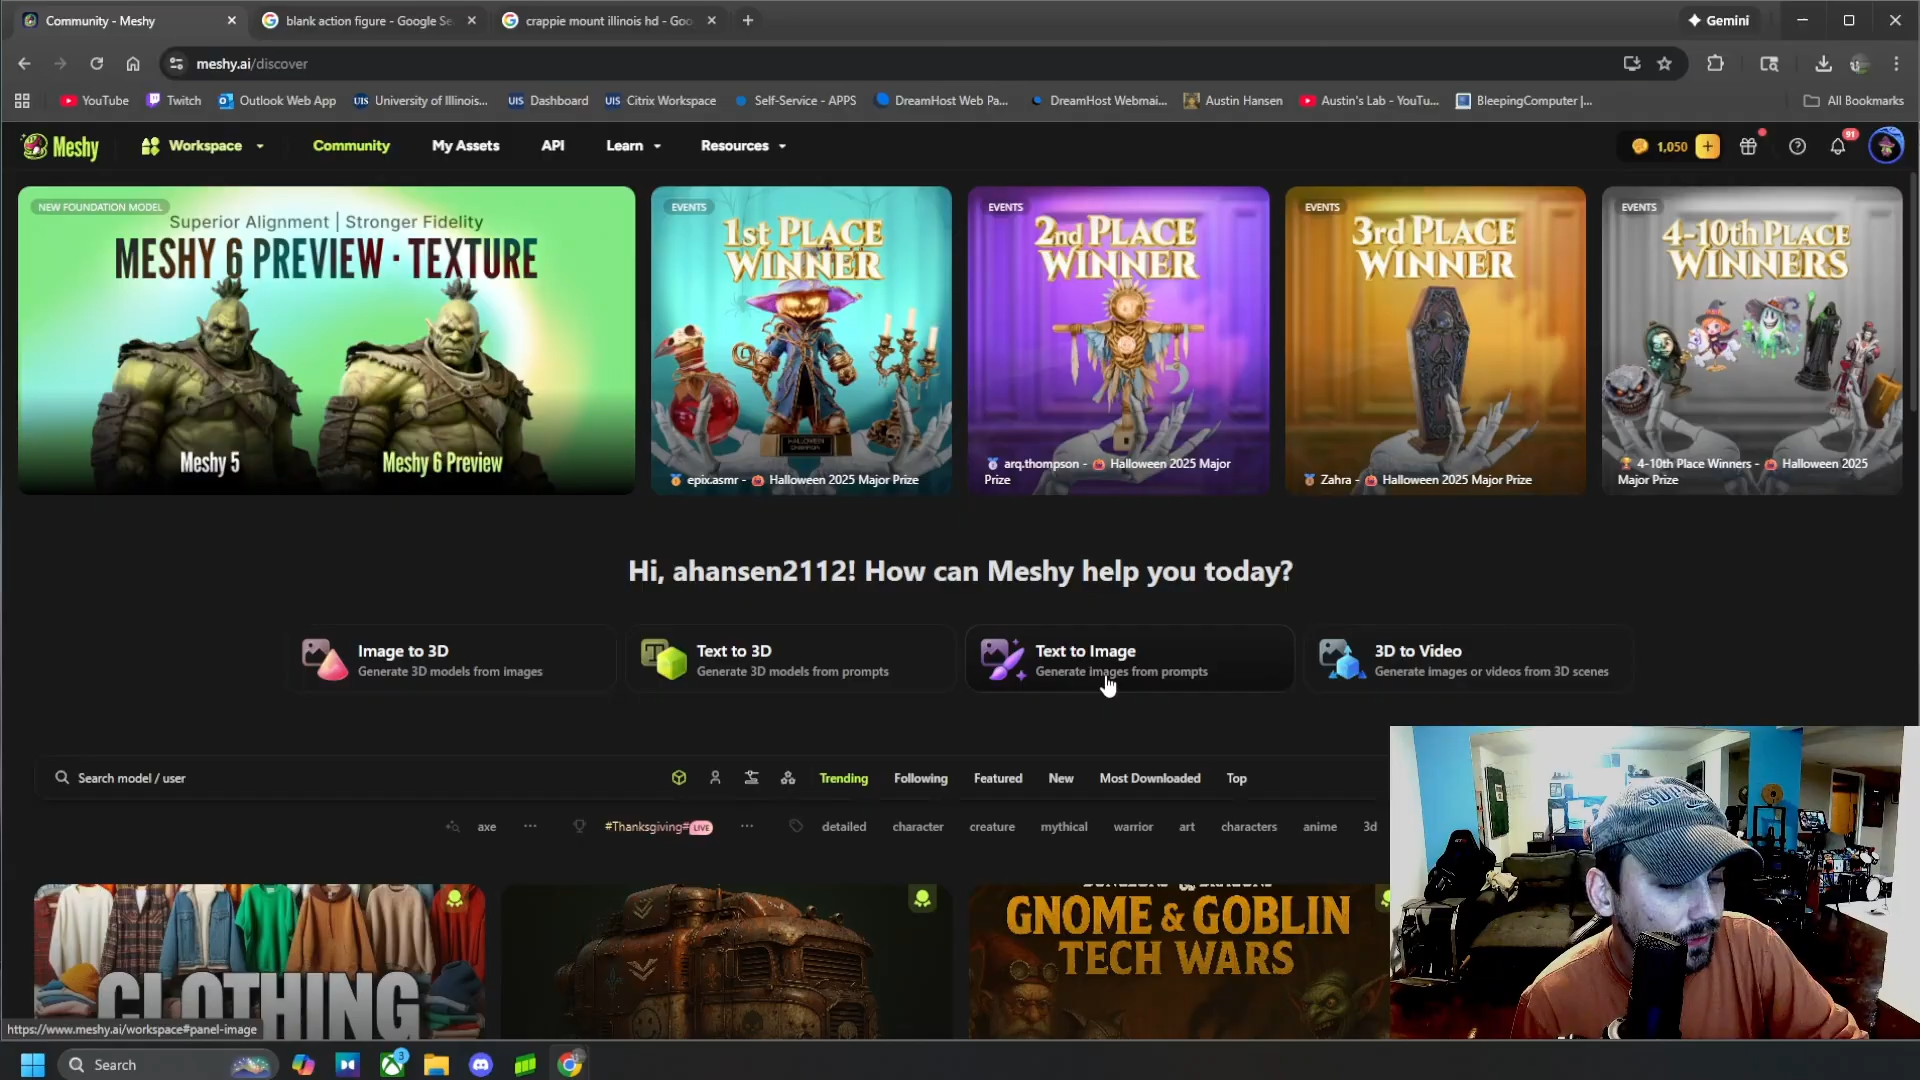 Community - Meshy
blank action figure - Google Se
crappie mount illinois hd - Goo
Gemini
meshy.ai/discover
YouTube
Twitch
Outlook Web App
UIS University of Illinois...
UIS Dashboard
UIS Citrix Workspace
Self-Service - APPS
DreamHost Web Pa...
DreamHost Webmai...
Austin Hansen
Austin's Lab - YouTu...
BleepingComputer |...
All Bookmarks
Meshy
Workspace
Community
My Assets
API
Learn
Resources
1,050
91
NEW FOUNDATION MODEL
Superior Alignment | Stronger Fidelity
MESHY 6 PREVIEW · TEXTURE
Meshy 5
Meshy 6 Preview
EVENTS
1st PLACE
WINNER
HALLOWEEN
CHAMPION
epix.asmr - Halloween 2025 Major Prize
EVENTS
2nd PLACE
WINNER
arq.thompson - Halloween 2025 Major
Prize
EVENTS
3rd PLACE
WINNER
Zahra - Halloween 2025 Major Prize
EVENTS
4-10th PLACE
WINNERS
4-10th Place Winners - Halloween 2025
Major Prize
Hi, ahansen2112! How can Meshy help you today?
Image to 3D
Generate 3D models from images
Text to 3D
Generate 3D models from prompts
Text to Image
Generate images from prompts
3D to Video
Generate images or videos from 3D scenes
Search model / user
Trending
Following
Featured
New
Most Downloaded
Top
axe
#Thanksgiving# LIVE
detailed
character
creature
mythical
warrior
art
characters
anime
3d
CLOTHING
GNOME & GOBLIN
TECH WARS
https://www.meshy.ai/workspace#panel-image
Search
3